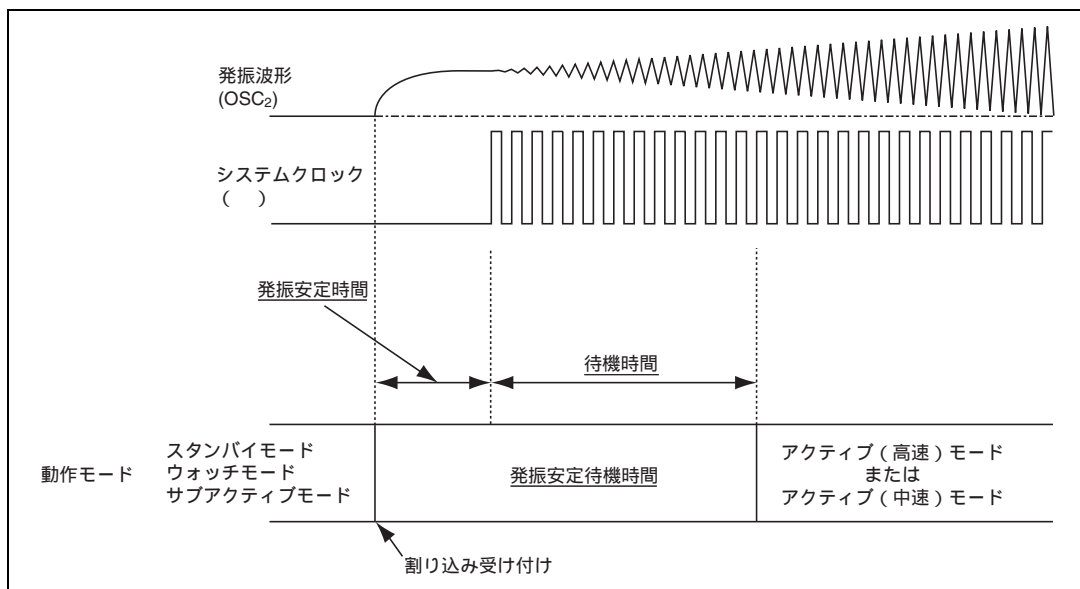 発振波形
(OSC₂)
システムクロック
(　)
発振安定時間
待機時間
動作モード
スタンバイモード
ウォッチモード
サブアクティブモード
発振安定待機時間
アクティブ(高速)モード
または
アクティブ(中速)モード
割り込み受け付け